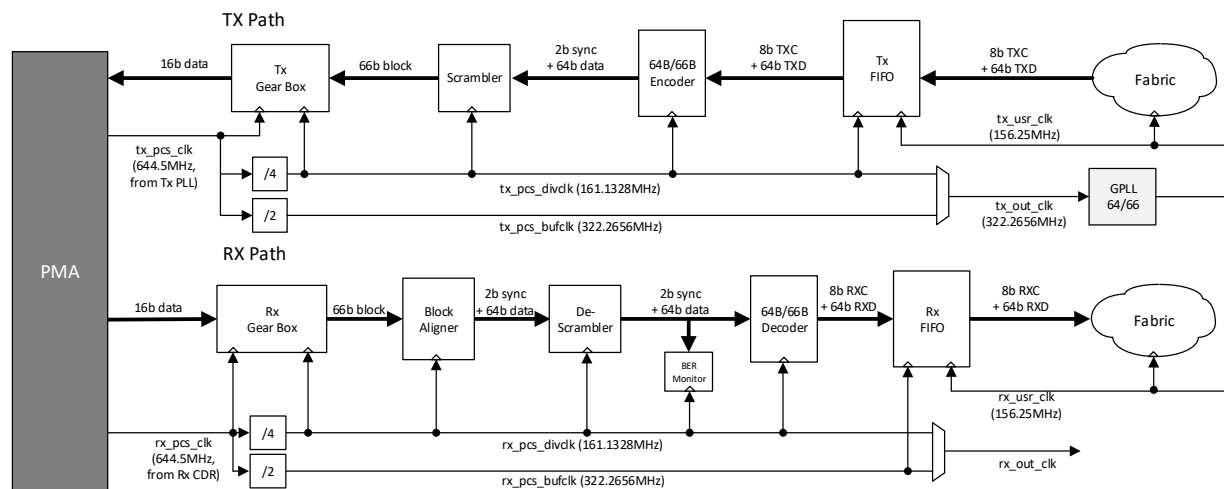 TX Path
16b data
Tx
Gear Box
66b block
Scrambler
2b sync
+ 64b data
64B/66B
Encoder
8b TXC
+ 64b TXD
Tx
FIFO
8b TXC
+ 64b TXD
Fabric
tx_pcs_clk
(644.5MHz,
from Tx PLL)
/4
tx_pcs_divclk (161.1328MHz)
tx_usr_clk
(156.25MHz)
/2
tx_pcs_bufclk (322.2656MHz)
tx_out_clk
(322.2656MHz)
GPLL
64/66
PMA
RX Path
16b data
Rx
Gear Box
66b block
Block
Aligner
2b sync
+ 64b data
De-
Scrambler
2b sync
+ 64b data
BER
Monitor
64B/66B
Decoder
8b RXC
+ 64b RXD
Rx
FIFO
8b RXC
+ 64b RXD
Fabric
rx_usr_clk
(156.25MHz)
rx_pcs_clk
(644.5MHz,
from Rx CDR)
/4
rx_pcs_divclk (161.1328MHz)
/2
rx_pcs_bufclk (322.2656MHz)
rx_out_clk